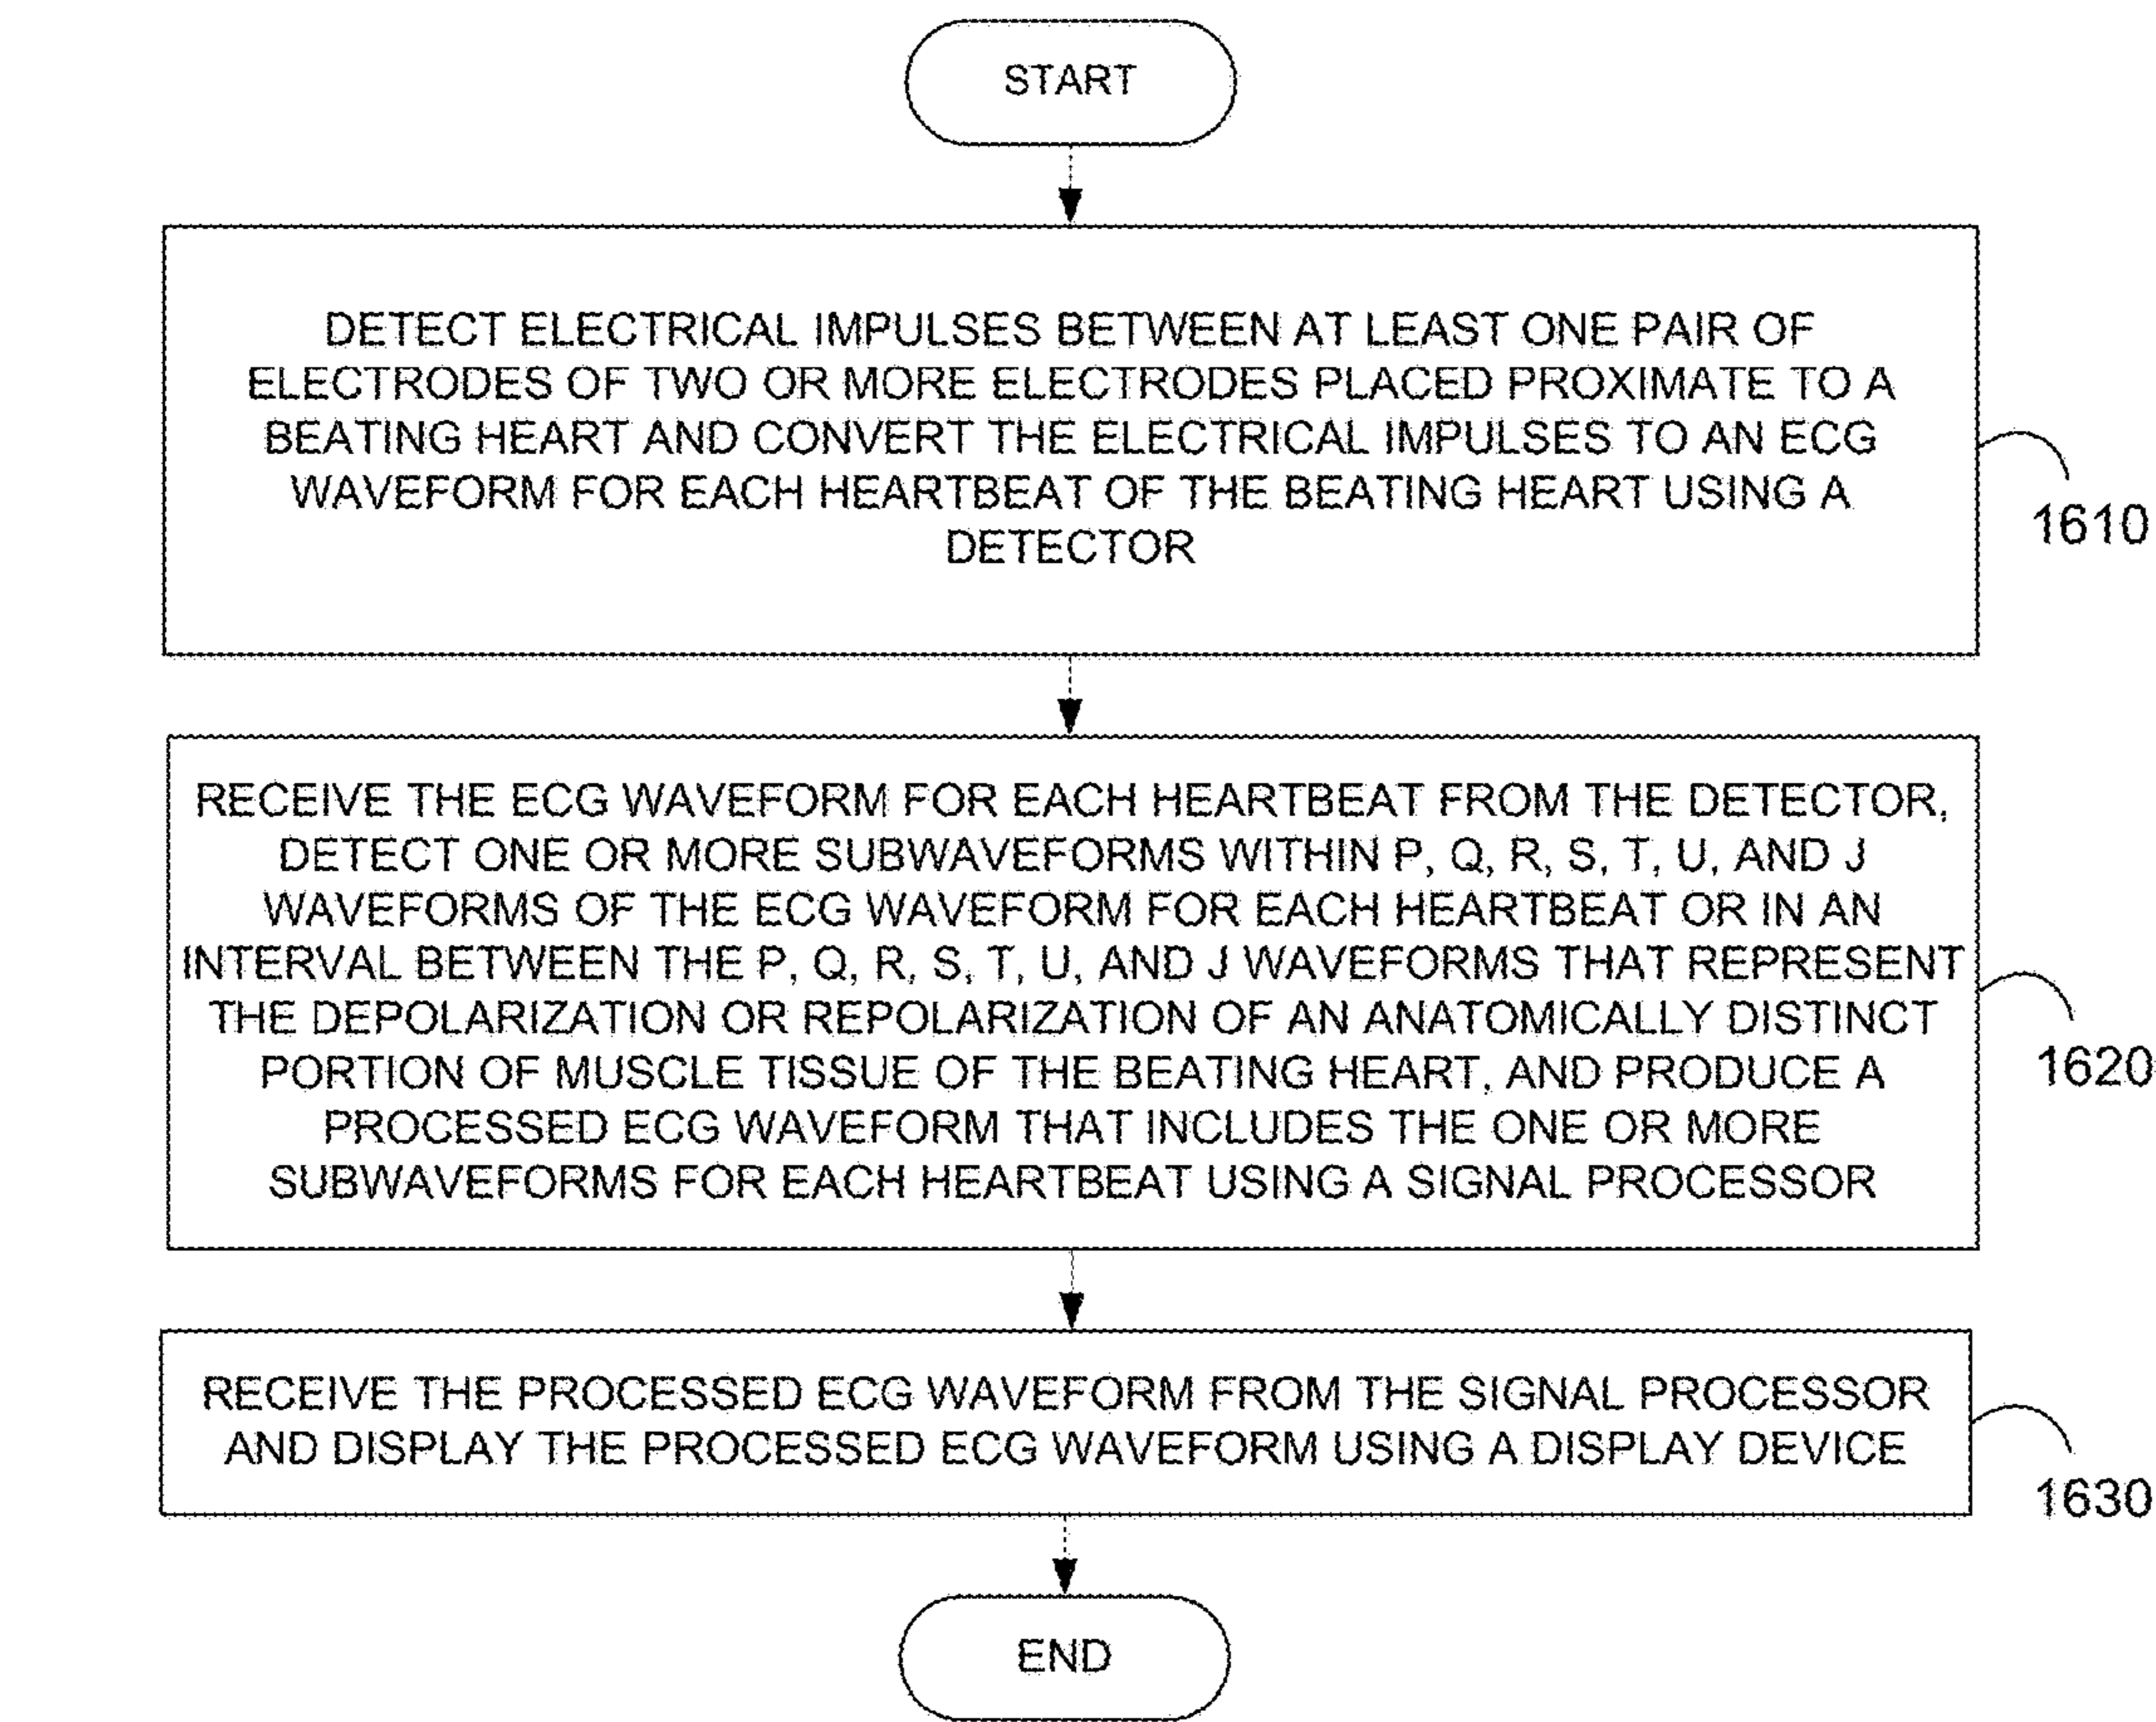 START
DETECT ELECTRICAL IMPULSES BETWEEN AT LEAST ONE PAIR OF
ELECTRODES OF TWO OR MORE ELECTRODES PLACED PROXIMATE TO A
BEATING HEART AND CONVERT THE ELECTRICAL IMPULSES TO AN ECG
WAVEFORM FOR EACH HEARTBEAT OF THE BEATING HEART USING A
DETECTOR
1610
RECEIVE THE ECG WAVEFORM FOR EACH HEARTBEAT FROM THE DETECTOR,
DETECT ONE OR MORE SUBWAVEFORMS WITHIN P, Q, R, S, T, U, AND J
WAVEFORMS OF THE ECG WAVEFORM FOR EACH HEARTBEAT OR IN AN
INTERVAL BETWEEN THE P, Q, R, S, T, U, AND J WAVEFORMS THAT REPRESENT
THE DEPOLARIZATION OR REPOLARIZATION OF AN ANATOMICALLY DISTINCT
PORTION OF MUSCLE TISSUE OF THE BEATING HEART, AND PRODUCE A
PROCESSED ECG WAVEFORM THAT INCLUDES THE ONE OR MORE
SUBWAVEFORMS FOR EACH HEARTBEAT USING A SIGNAL PROCESSOR
1620
RECEIVE THE PROCESSED ECG WAVEFORM FROM THE SIGNAL PROCESSOR
AND DISPLAY THE PROCESSED ECG WAVEFORM USING A DISPLAY DEVICE
1630
END